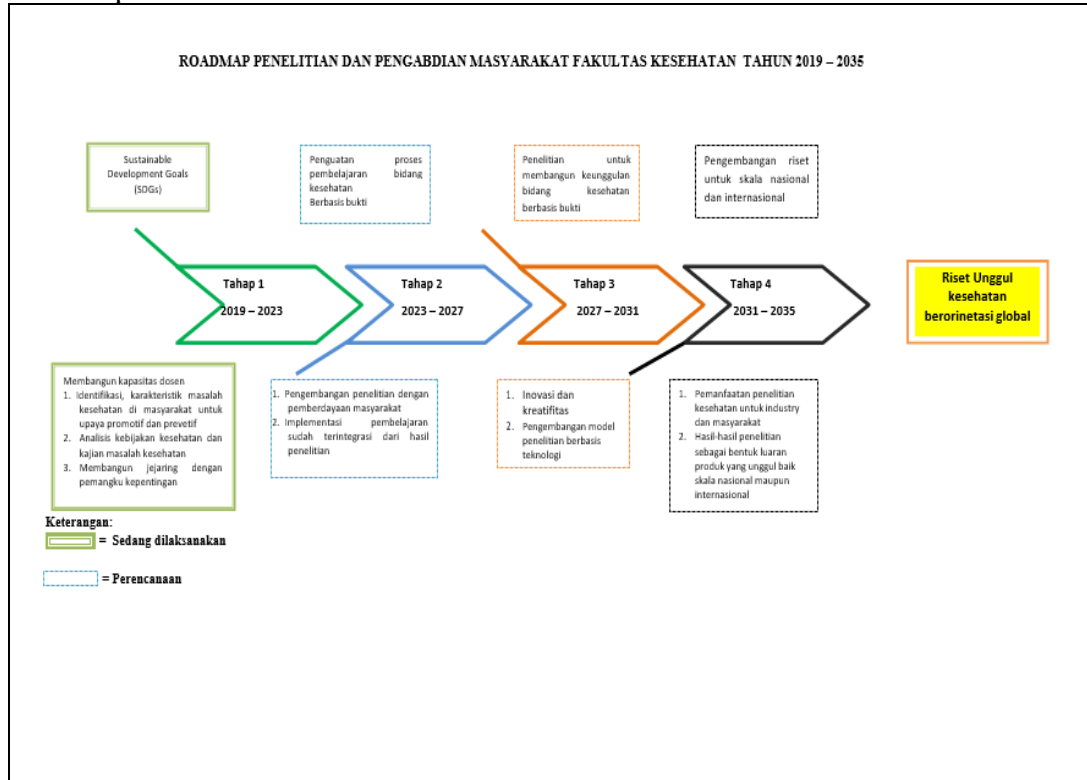 ROADMAP PENELITIAN DAN PENGABDIAN MASYARAKAT FAKULTAS KESEHATAN TAHUN 2019 – 2035
Sustainable
Development Goals
(SDGs)
Penguatan proses
pembelajaran bidang
kesehatan
Berbasis bukti
Penelitian untuk
membangun keunggulan
bidang kesehatan
berbasis bukti
Pengembangan riset
untuk skala nasional
dan internasional
Tahap 1
2019 – 2023
Tahap 2
2023 – 2027
Tahap 3
2027 – 2031
Tahap 4
2031 – 2035
Riset Unggul
kesehatan
berorinetasi global
Membangun kapasitas dosen
1. Identifikasi, karakteristik masalah
kesehatan di masyarakat untuk
upaya promotif dan prevetif
2. Analisis kebijakan kesehatan dan
kajian masalah kesehatan
3. Membangun jejaring dengan
pemangku kepentingan
1. Pengembangan penelitian dengan
pemberdayaan masyarakat
2. Implementasi pembelajaran
sudah terintegrasi dari hasil
penelitian
1. Inovasi dan
kreatifitas
2. Pengembangan model
penelitian berbasis
teknologi
1. Pemanfaatan penelitian
kesehatan untuk industry
dan masyarakat
2. Hasil-hasil penelitian
sebagai bentuk luaran
produk yang unggul baik
skala nasional maupun
internasional
Keterangan:
= Sedang dilaksanakan
= Perencanaan